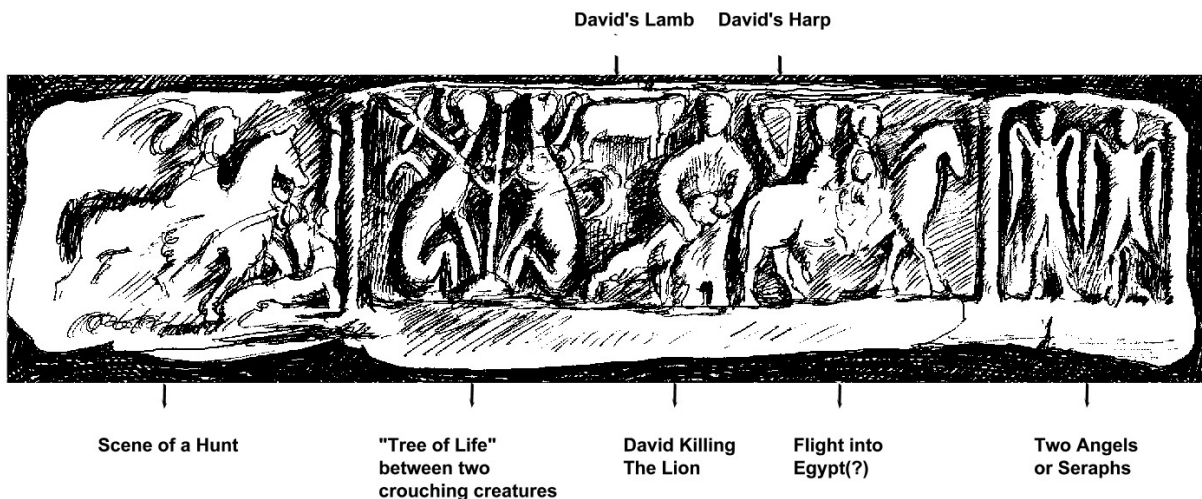 David's Lamb
David's Harp
Scene of a Hunt
"Tree of Life"
between two
crouching creatures
David Killing
The Lion
Flight into
Egypt(?)
Two Angels
or Seraphs